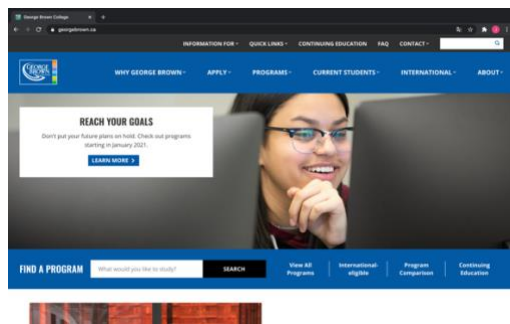 George Brown College
georgebrown.ca
INFORMATION FOR
QUICK LINKS
CONTINUING EDUCATION
FAQ
CONTACT
GEORGE
BROWN
WHY GEORGE BROWN
APPLY
PROGRAMS
CURRENT STUDENTS
INTERNATIONAL
ABOUT
REACH YOUR GOALS
Don't put your future plans on hold. Check out programs
starting in January 2021.
LEARN MORE >
FIND A PROGRAM
What would you like to study?
SEARCH
View All
Programs
International-
eligible
Program
Comparison
Continuing
Education